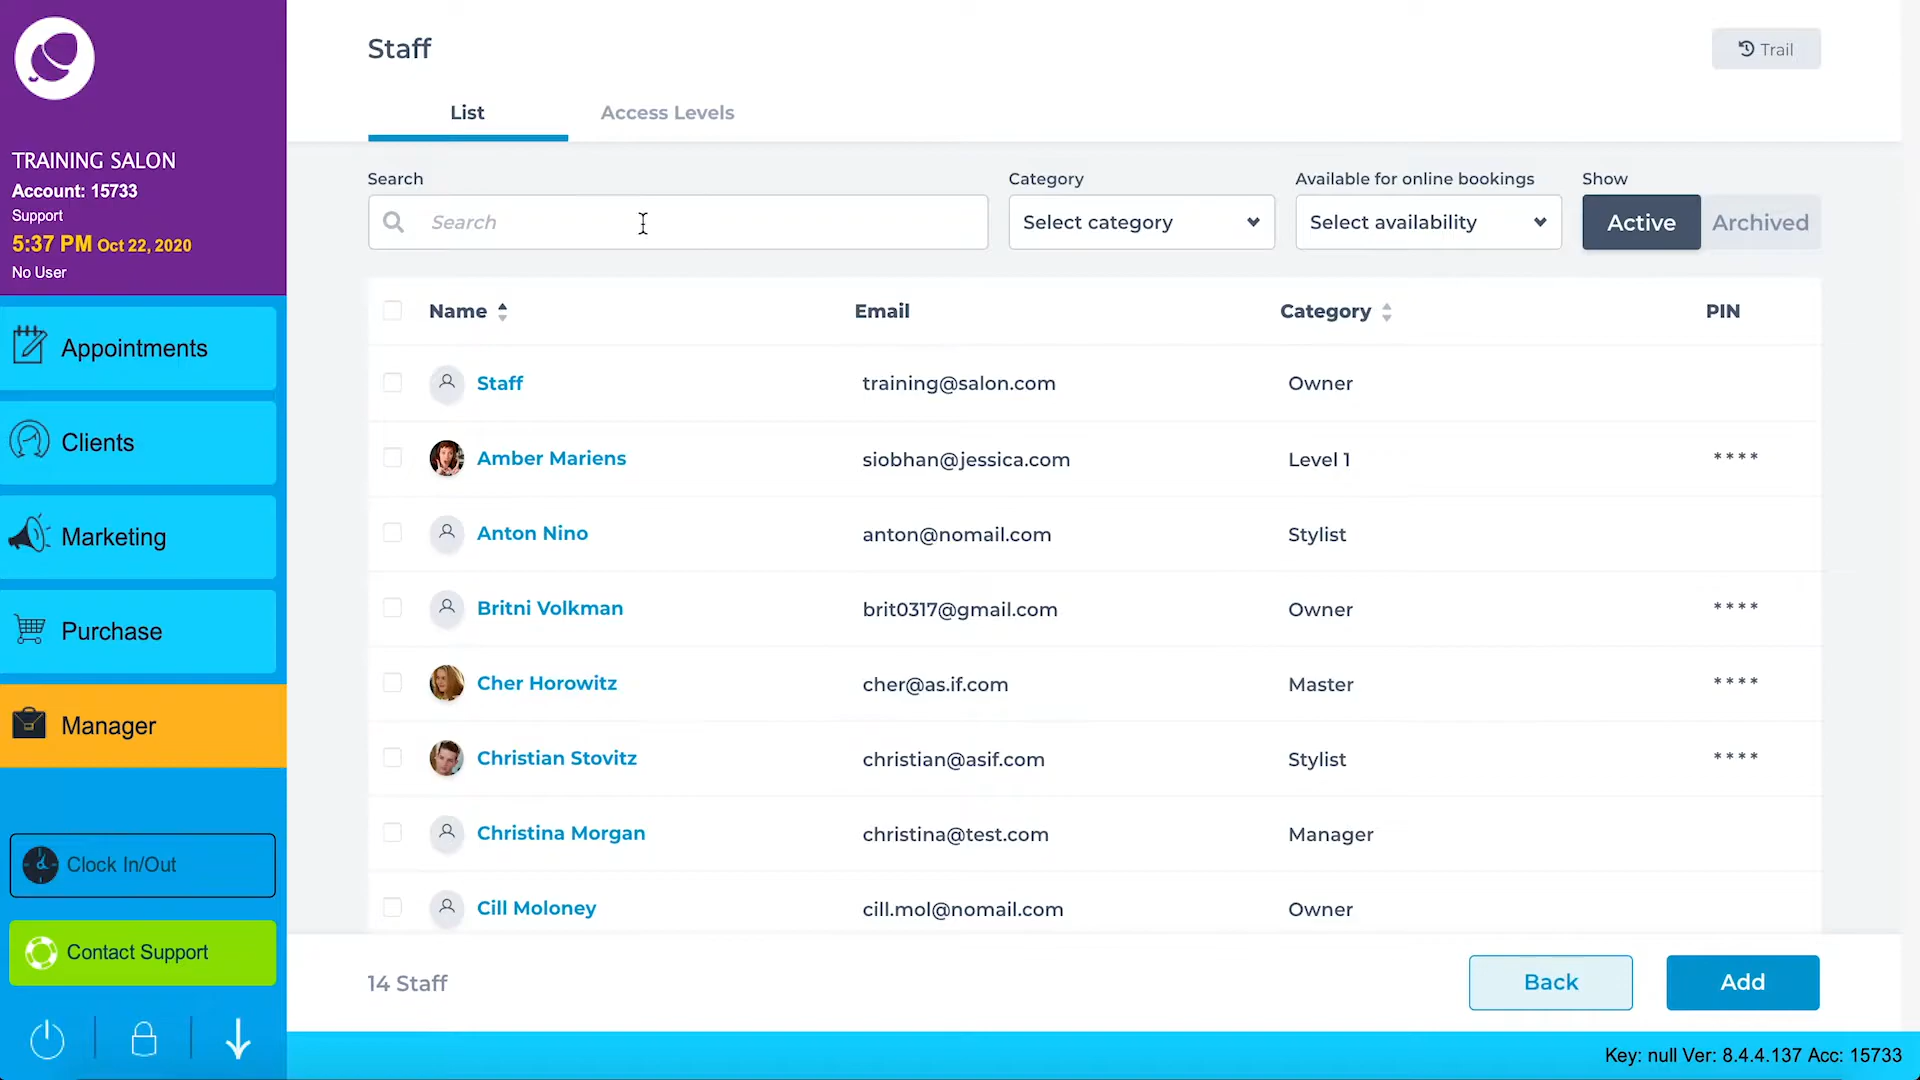 TRAINING SALON
Account: 15733
Support
5:37 PM Oct 22, 2020
No User
Appointments
Clients
Marketing
Purchase
Manager
Clock In/Out
Contact Support
Staff
Trail
List
Access Levels
Search
Category
Available for online bookings
Show
Search
Select category
Select availability
Active
Archived
Name
Email
Category
PIN
Staff
training@salon.com
Owner
Amber Mariens
siobhan@jessica.com
Level 1
****
Anton Nino
anton@nomail.com
Stylist
Britni Volkman
brit0317@gmail.com
Owner
****
Cher Horowitz
cher@as.if.com
Master
****
Christian Stovitz
christian@asif.com
Stylist
****
Christina Morgan
christina@test.com
Manager
Cill Moloney
cill.mol@nomail.com
Owner
14 Staff
Back
Add
Key: null Ver: 8.4.4.137 Acc: 15733